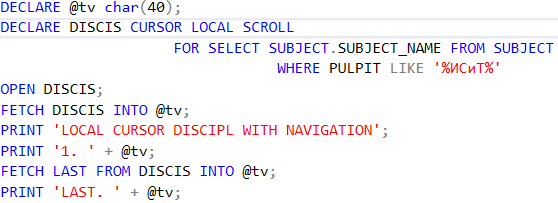 DECLARE @tv char(40);
DECLARE DISCIS CURSOR LOCAL SCROLL
FOR SELECT SUBJECT.SUBJECT_NAME FROM SUBJECT
WHERE PULPIT LIKE '%ИСиТ%'
OPEN DISCIS;
FETCH DISCIS INTO @tv;
PRINT 'LOCAL CURSOR DISCIPL WITH NAVIGATION';
PRINT '1. ' + @tv;
FETCH LAST FROM DISCIS INTO @tv;
PRINT 'LAST. ' + @tv;